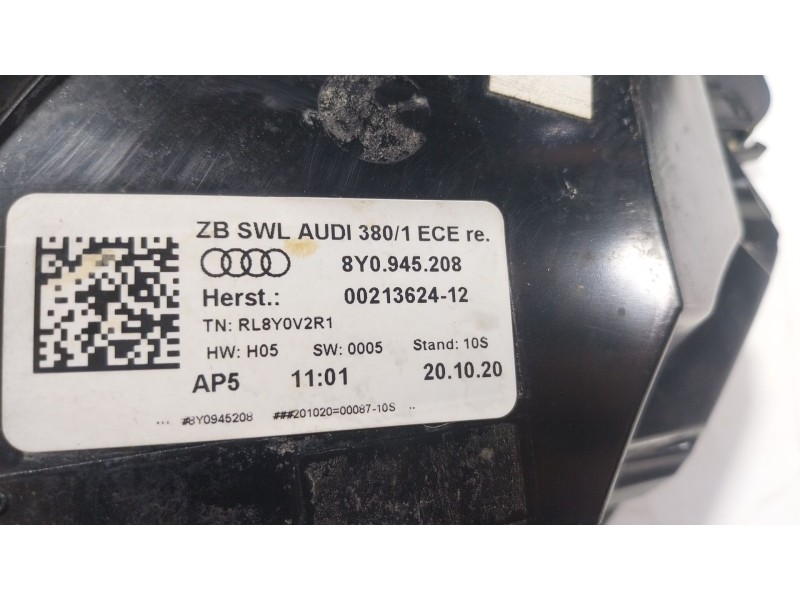 ZB SWL AUDI 380/1 ECE re.
8Y0.945.208
Herst.: 00213624-12
TN: RL8Y0V2R1
HW: H05 SW: 0005 Stand: 10S
AP5 11:01 20.10.20
... #8Y0945208 ###201020=00087-10S ..